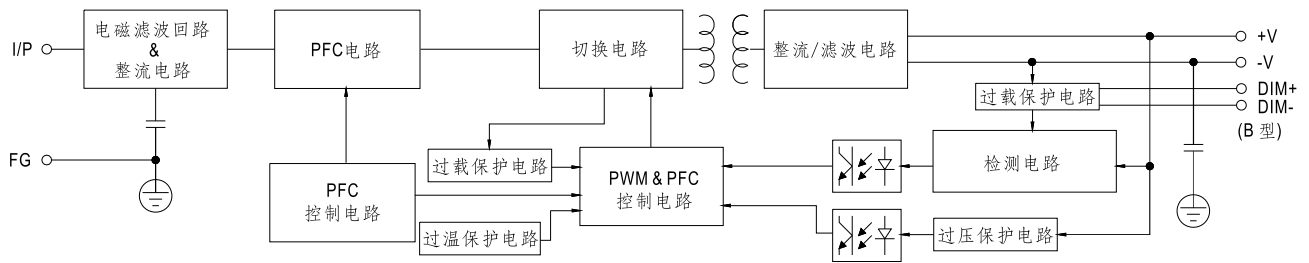 I/P
电磁滤波回路
&
整流电路
PFC电路
切换电路
整流/滤波电路
+V
-V
DIM+
DIM-
(B 型)
过载保护电路
FG
过载保护电路
PFC
控制电路
过温保护电路
PWM & PFC
控制电路
检测电路
过压保护电路